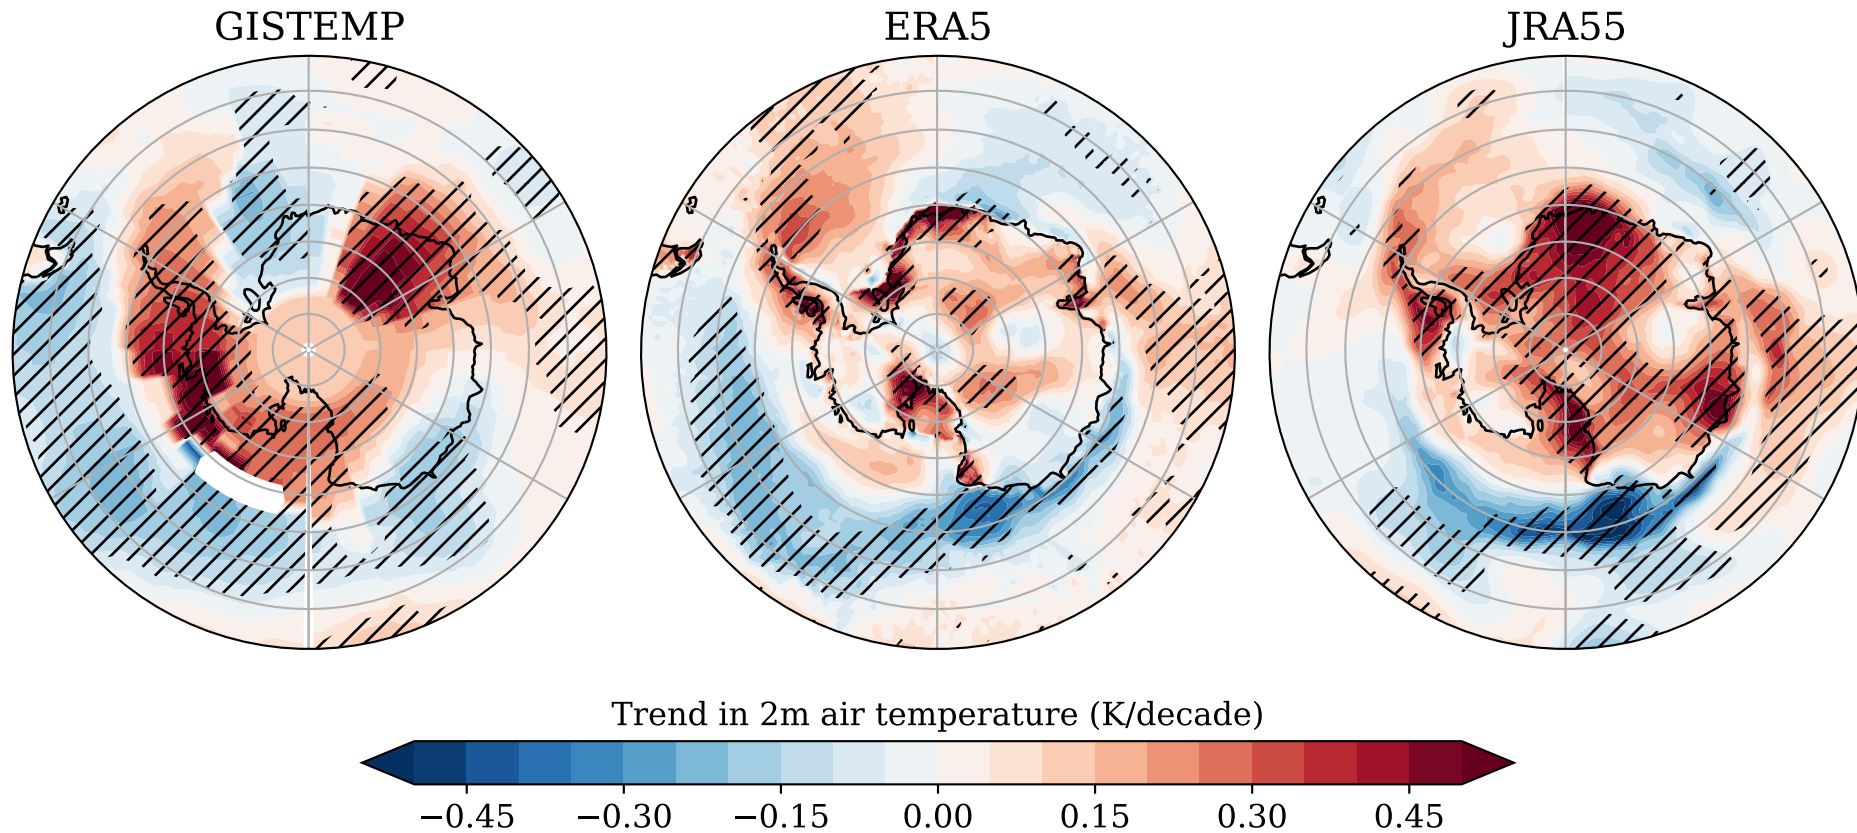 GISTEMP ERA5 JRA55
Trend in 2m air temperature (K/decade)
−0.45 −0.30 −0.15 0.00 0.15 0.30 0.45